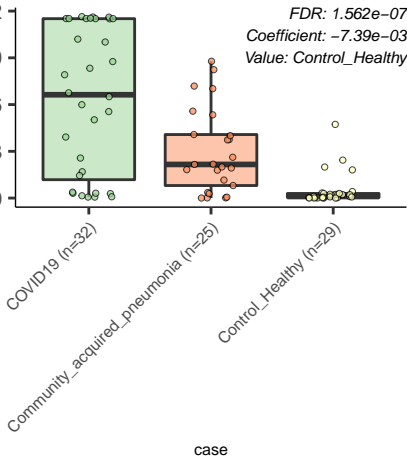 FDR: 1.562e−07
Coefficient: −7.39e−03
Value: Control_Healthy
COVID19 (n=32)
Community_acquired_pneumonia (n=25)
Control_Healthy (n=29)
case